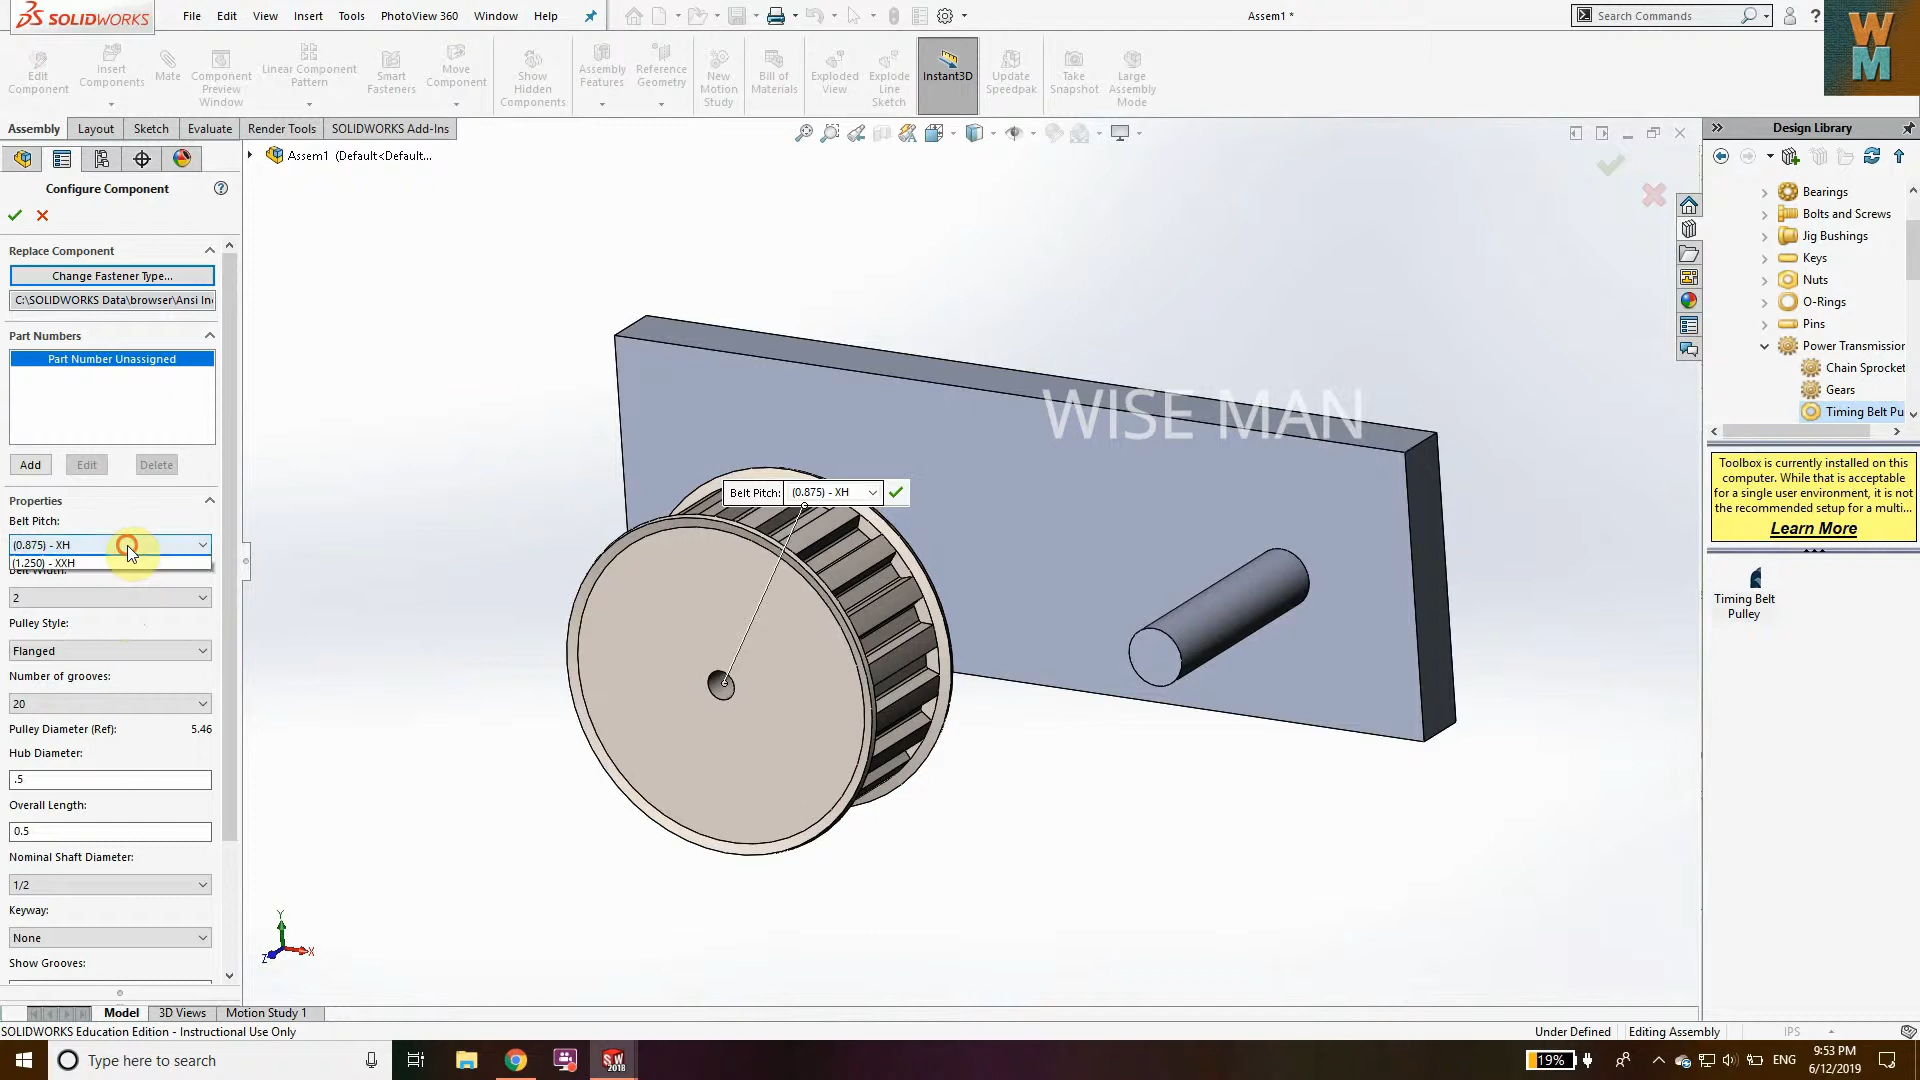 SOLIDWORKS
File Edit View Insert Tools PhotoView 360 Window Help
Assem1 *
Search Commands
?
WM
Edit Component
Insert Components
Mate
Component Preview Window
Linear Component Pattern
Smart Fasteners
Move Component
Show Hidden Components
Assembly Features
Reference Geometry
New Motion Study
Bill of Materials
Exploded View
Explode Line Sketch
Instant3D
Update Speedpak
Take Snapshot
Large Assembly Mode
Assembly Layout Sketch Evaluate Render Tools SOLIDWORKS Add-Ins
Assem1 (Default<Default...
Configure Component
?
Replace Component
Change Fastener Type...
C:\SOLIDWORKS Data\browser\Ansi In
Part Numbers
Part Number Unassigned
Add Edit Delete
Properties
Belt Pitch:
(0.875) - XH
(1.250) - XXH
Belt Width:
2
Pulley Style:
Flanged
Number of grooves:
20
Pulley Diameter (Ref): 5.46
Hub Diameter:
.5
Overall Length:
0.5
Nominal Shaft Diameter:
1/2
Keyway:
None
Show Grooves:
Belt Pitch: (0.875) - XH
WISE MAN
Y
X
Z
Design Library
Bearings
Bolts and Screws
Jig Bushings
Keys
Nuts
O-Rings
Pins
Power Transmission
Chain Sprocket
Gears
Timing Belt Pu
Toolbox is currently installed on this
computer. While that is acceptable
for a single user environment, it is not
the recommended setup for a multi...
Learn More
Timing Belt
Pulley
Model 3D Views Motion Study 1
SOLIDWORKS Education Edition - Instructional Use Only
Under Defined Editing Assembly IPS
Type here to search
SW 2018
19%
ENG
9:53 PM
6/12/2019